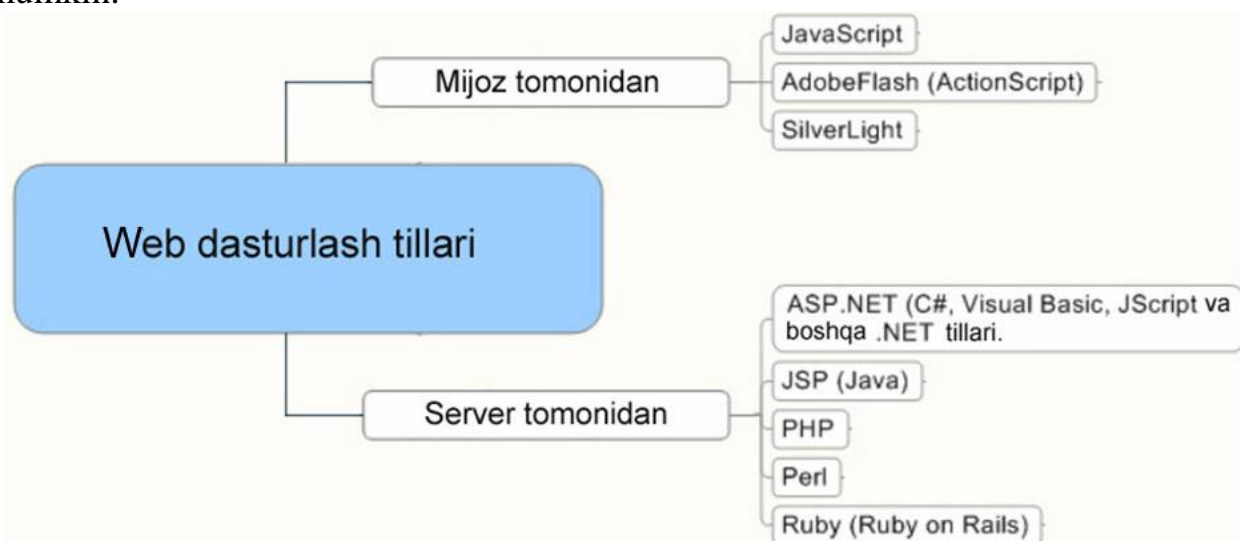 Mijoz tomonidan
JavaScript
AdobeFlash (ActionScript)
SilverLight
Web dasturlash tillari
Server tomonidan
ASP.NET (C#, Visual Basic, JScript va
boshqa .NET tillari.
JSP (Java)
PHP
Perl
Ruby (Ruby on Rails)